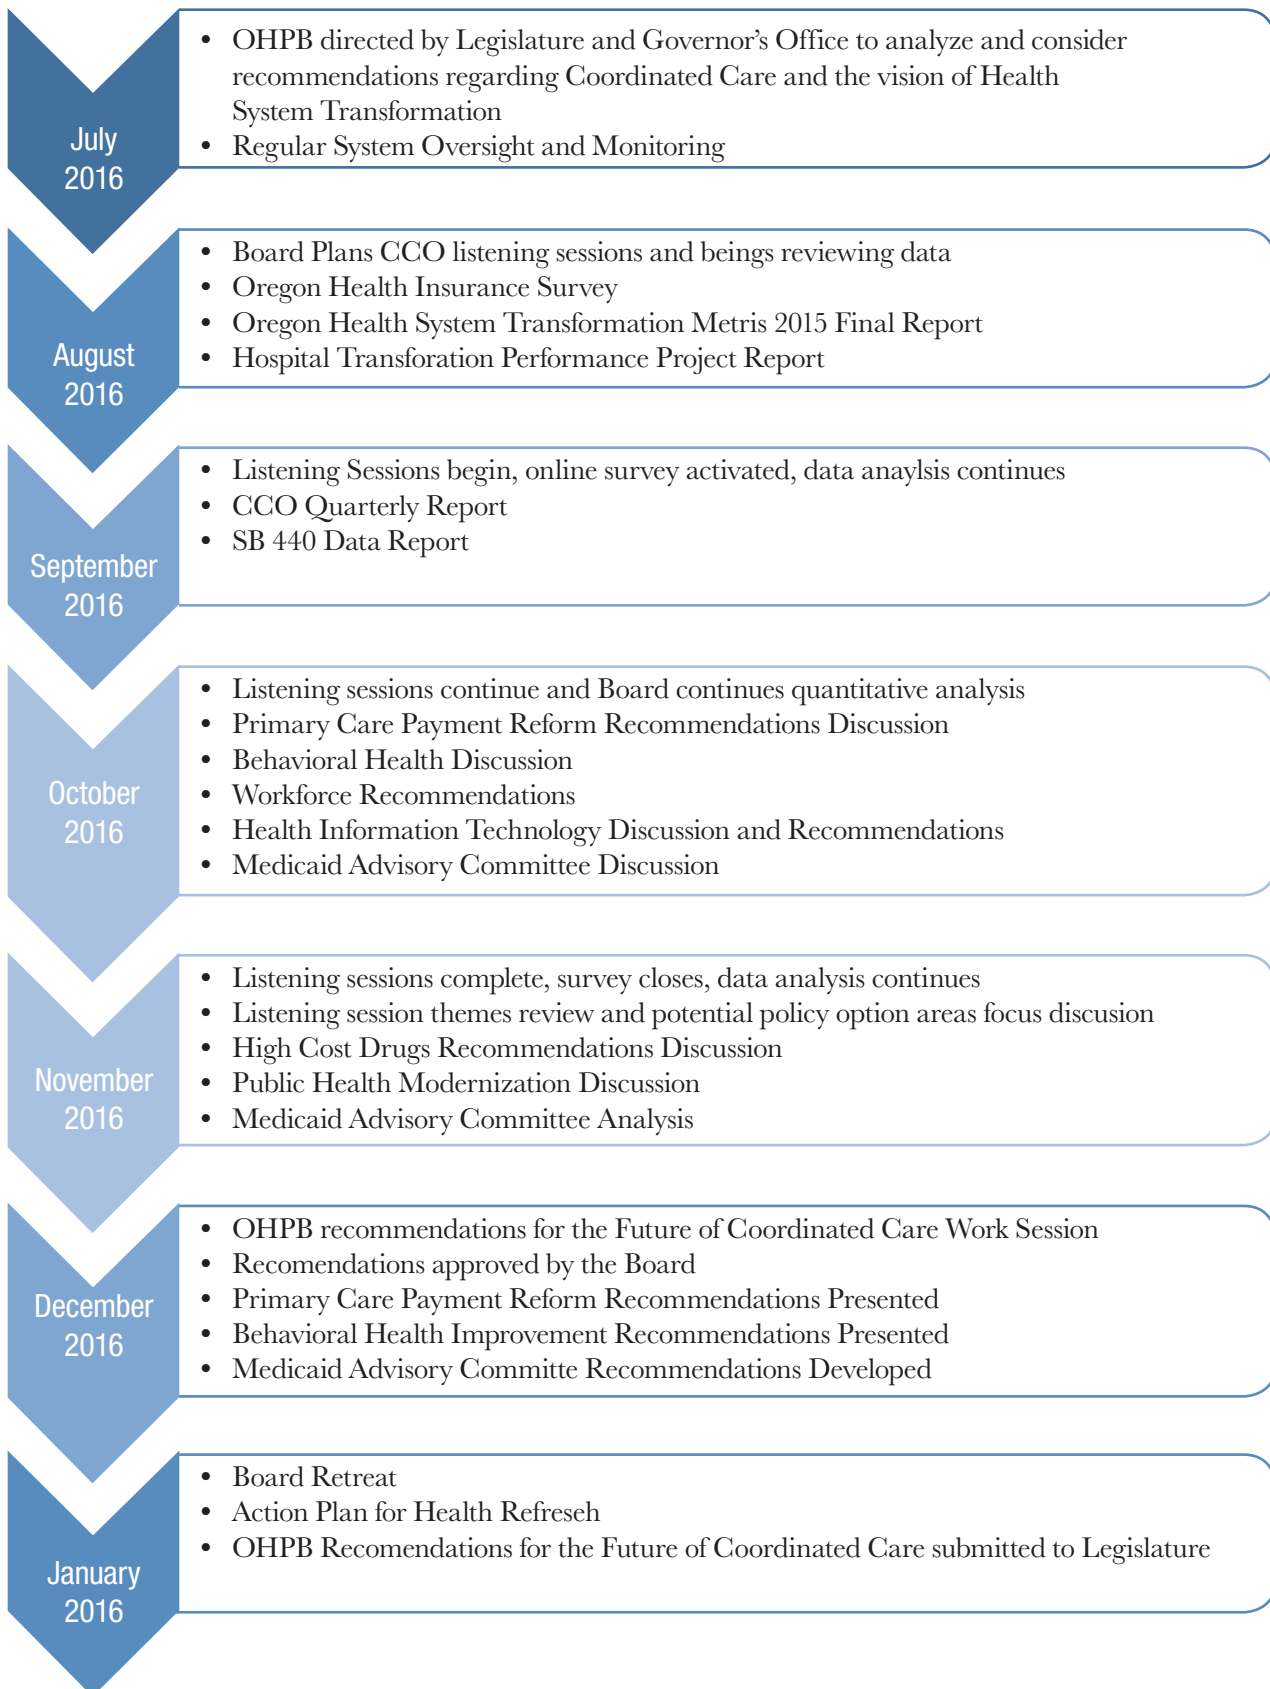 July
2016
• OHPB directed by Legislature and Governor’s Office to analyze and consider
recommendations regarding Coordinated Care and the vision of Health
System Transformation
• Regular System Oversight and Monitoring
August
2016
• Board Plans CCO listening sessions and beings reviewing data
• Oregon Health Insurance Survey
• Oregon Health System Transformation Metris 2015 Final Report
• Hospital Transforation Performance Project Report
September
2016
• Listening Sessions begin, online survey activated, data anaylsis continues
• CCO Quarterly Report
• SB 440 Data Report
October
2016
• Listening sessions continue and Board continues quantitative analysis
• Primary Care Payment Reform Recommendations Discussion
• Behavioral Health Discussion
• Workforce Recommendations
• Health Information Technology Discussion and Recommendations
• Medicaid Advisory Committee Discussion
November
2016
• Listening sessions complete, survey closes, data analysis continues
• Listening session themes review and potential policy option areas focus discusion
• High Cost Drugs Recommendations Discussion
• Public Health Modernization Discussion
• Medicaid Advisory Committee Analysis
December
2016
• OHPB recommendations for the Future of Coordinated Care Work Session
• Recomendations approved by the Board
• Primary Care Payment Reform Recommendations Presented
• Behavioral Health Improvement Recommendations Presented
• Medicaid Advisory Committe Recommendations Developed
January
2016
• Board Retreat
• Action Plan for Health Refreseh
• OHPB Recomendations for the Future of Coordinated Care submitted to Legislature